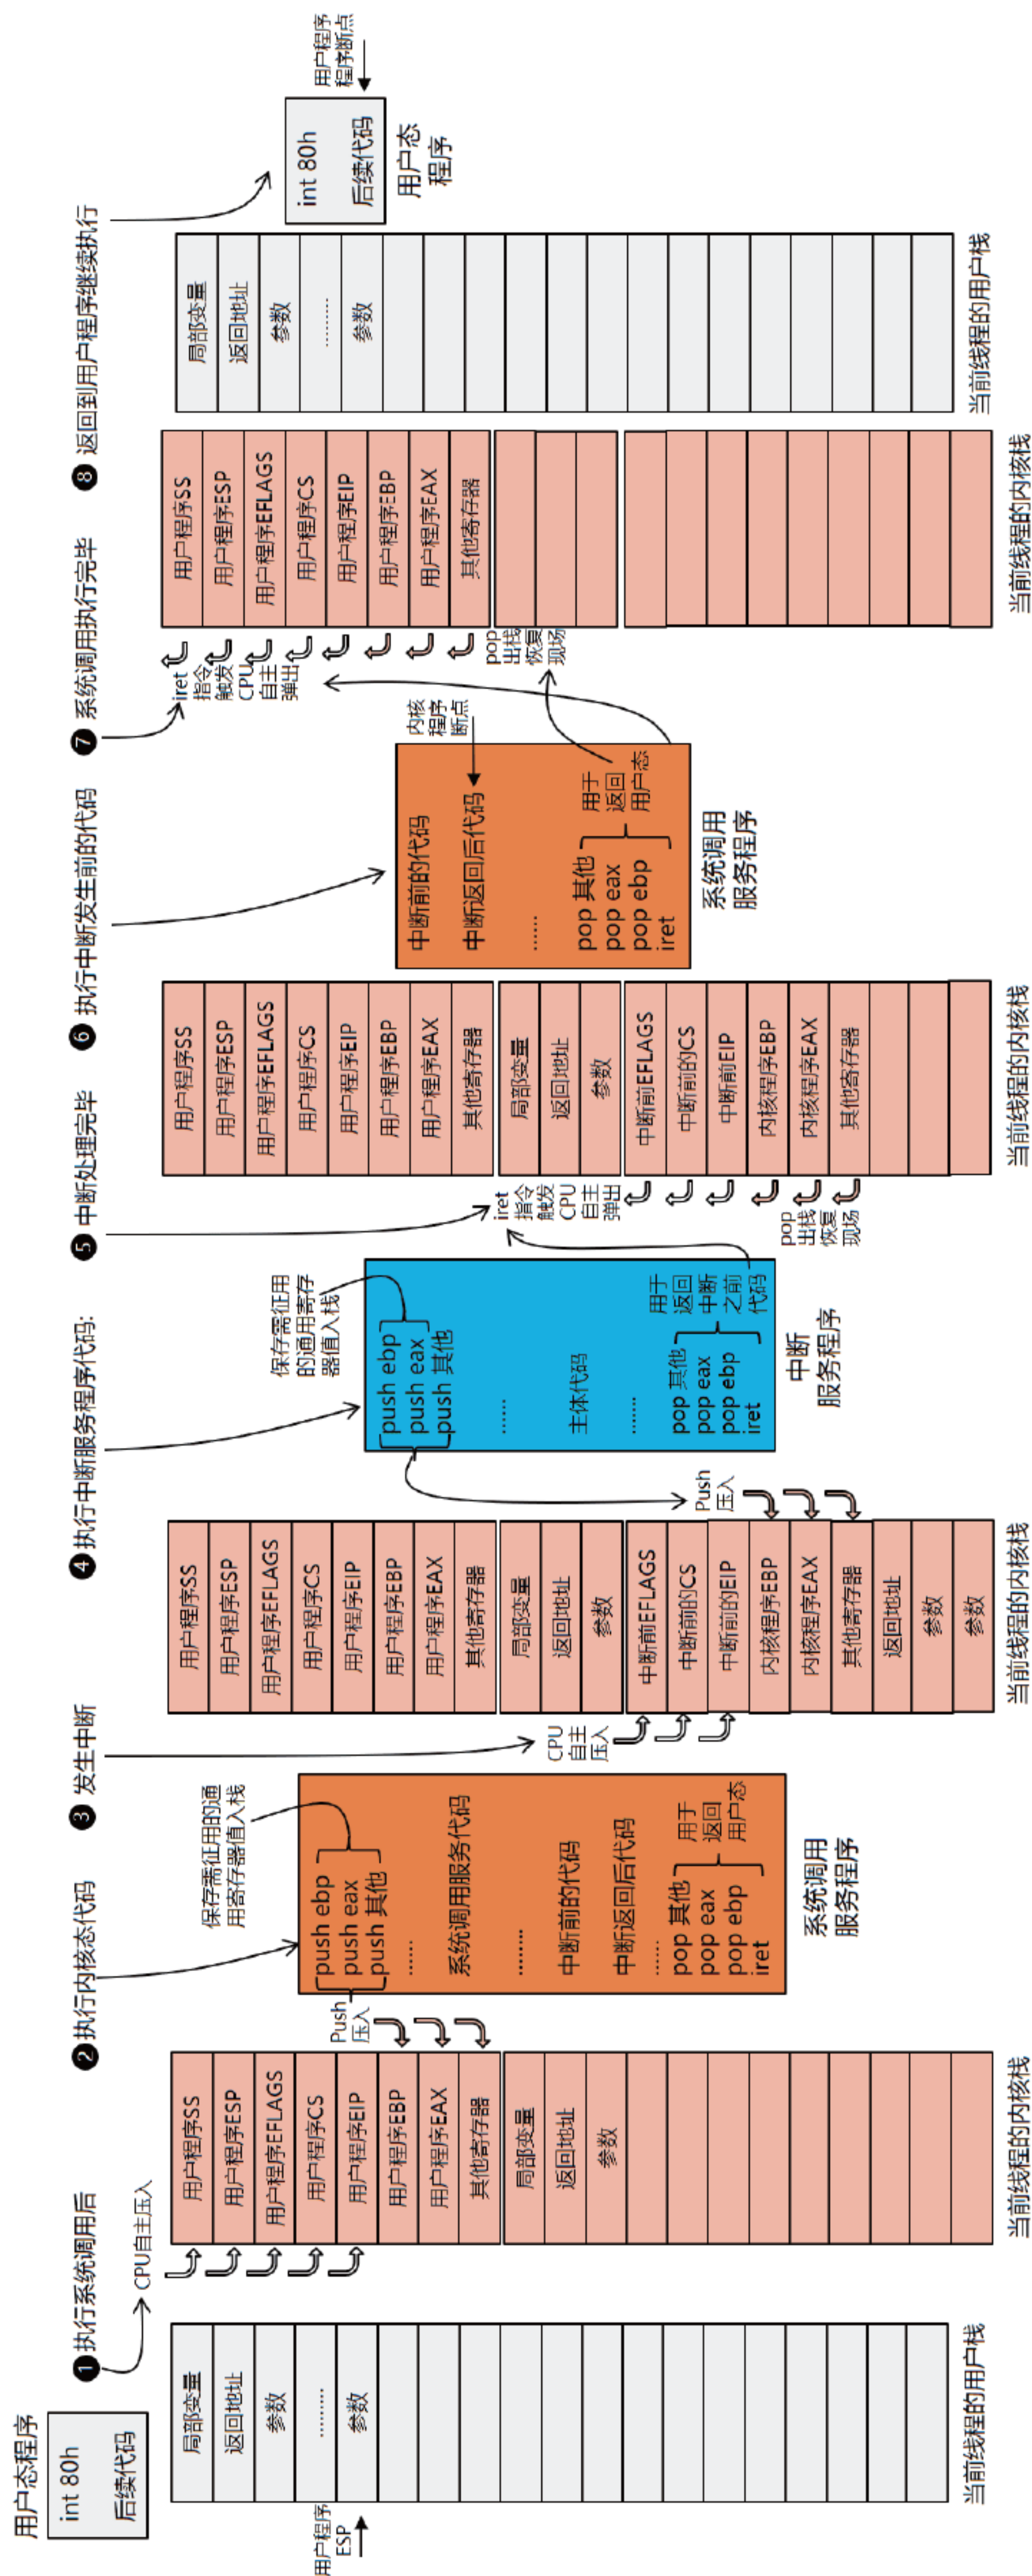 用户态程序
int 80h
后续代码
❶执行系统调用后
CPU自主压入
用户程序
ESP
局部变量
返回地址
参数
………
参数
当前线程的用户栈
用户程序SS
用户程序ESP
用户程序EFLAGS
用户程序CS
用户程序EIP
用户程序EBP
用户程序EAX
其他寄存器
局部变量
返回地址
参数
当前线程的内核栈
Push
压入
❷执行内核态代码
保存需征用的通
用寄存器值入栈
push ebp
push eax
push 其他
……
系统调用服务代码
……..
中断前的代码
中断返回后代码
……
pop 其他
pop eax
pop ebp
iret
用于
返回
用户态
系统调用
服务程序
❸ 发生中断
CPU
自主
压入
用户程序SS
用户程序ESP
用户程序EFLAGS
用户程序CS
用户程序EIP
用户程序EBP
用户程序EAX
其他寄存器
局部变量
返回地址
参数
中断前EFLAGS
中断前的CS
中断前的EIP
内核程序EBP
内核程序EAX
其他寄存器
返回地址
参数
参数
当前线程的内核栈
Push
压入
❹执行中断服务程序代码:
保存需征用
的通用寄存
器值入栈
push ebp
push eax
push 其他
……
主体代码
……
pop 其他
pop eax
pop ebp
iret
用于
返回
中断
之前
代码
中断
服务程序
❺ 中断处理完毕
iret
指令
触发
CPU
自主
弹出
pop
出栈
恢复
现场
用户程序SS
用户程序ESP
用户程序EFLAGS
用户程序CS
用户程序EIP
用户程序EBP
用户程序EAX
其他寄存器
局部变量
返回地址
参数
中断前EFLAGS
中断前的CS
中断前EIP
内核程序EBP
内核程序EAX
其他寄存器
当前线程的内核栈
❻ 执行中断发生前的代码
中断前的代码
中断返回后代码
……
pop 其他
pop eax
pop ebp
iret
用于
返回
用户态
内核
程序
断点
系统调用
服务程序
❼ 系统调用执行完毕
iret
指令
触发
CPU
自主
弹出
pop
出栈
恢复
现场
用户程序SS
用户程序ESP
用户程序EFLAGS
用户程序CS
用户程序EIP
用户程序EBP
用户程序EAX
其他寄存器
当前线程的内核栈
❽ 返回到用户程序继续执行
局部变量
返回地址
参数
………
参数
当前线程的用户栈
int 80h
后续代码
用户态
程序
用户程序
程序断点